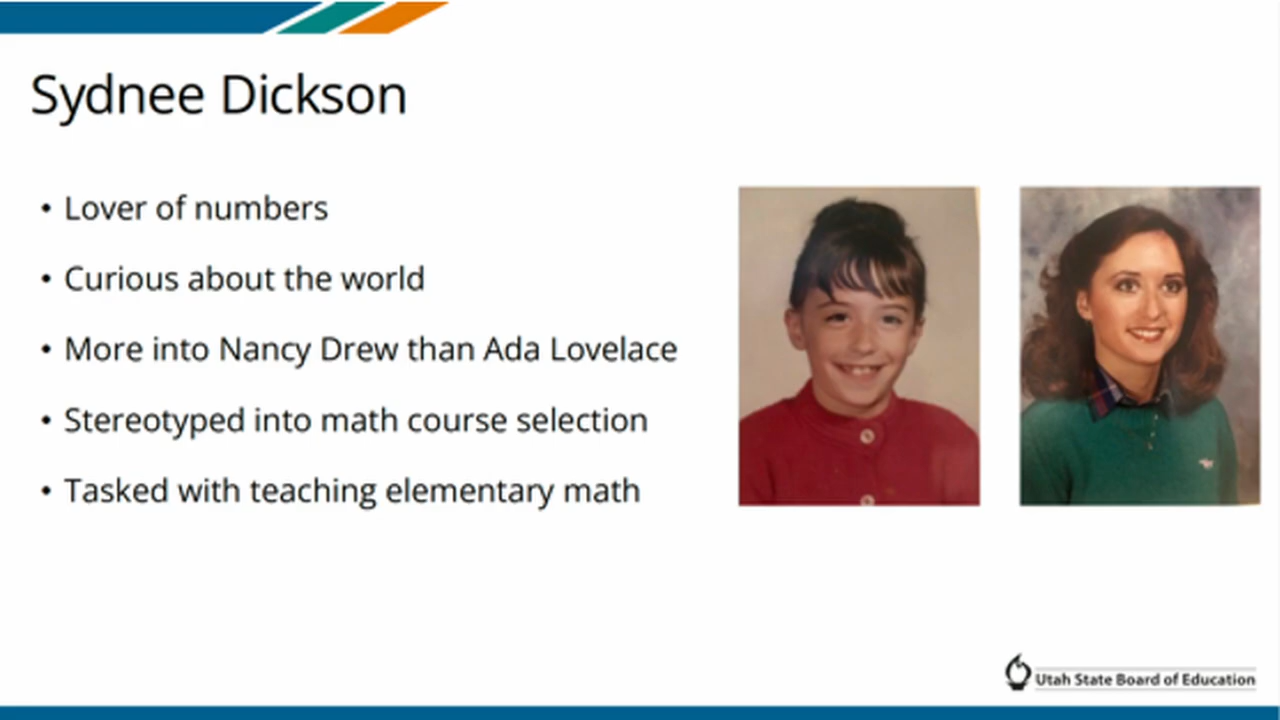 Sydnee Dickson
• Lover of numbers
• Curious about the world
• More into Nancy Drew than Ada Lovelace
• Stereotyped into math course selection
• Tasked with teaching elementary math
Utah State Board of Education